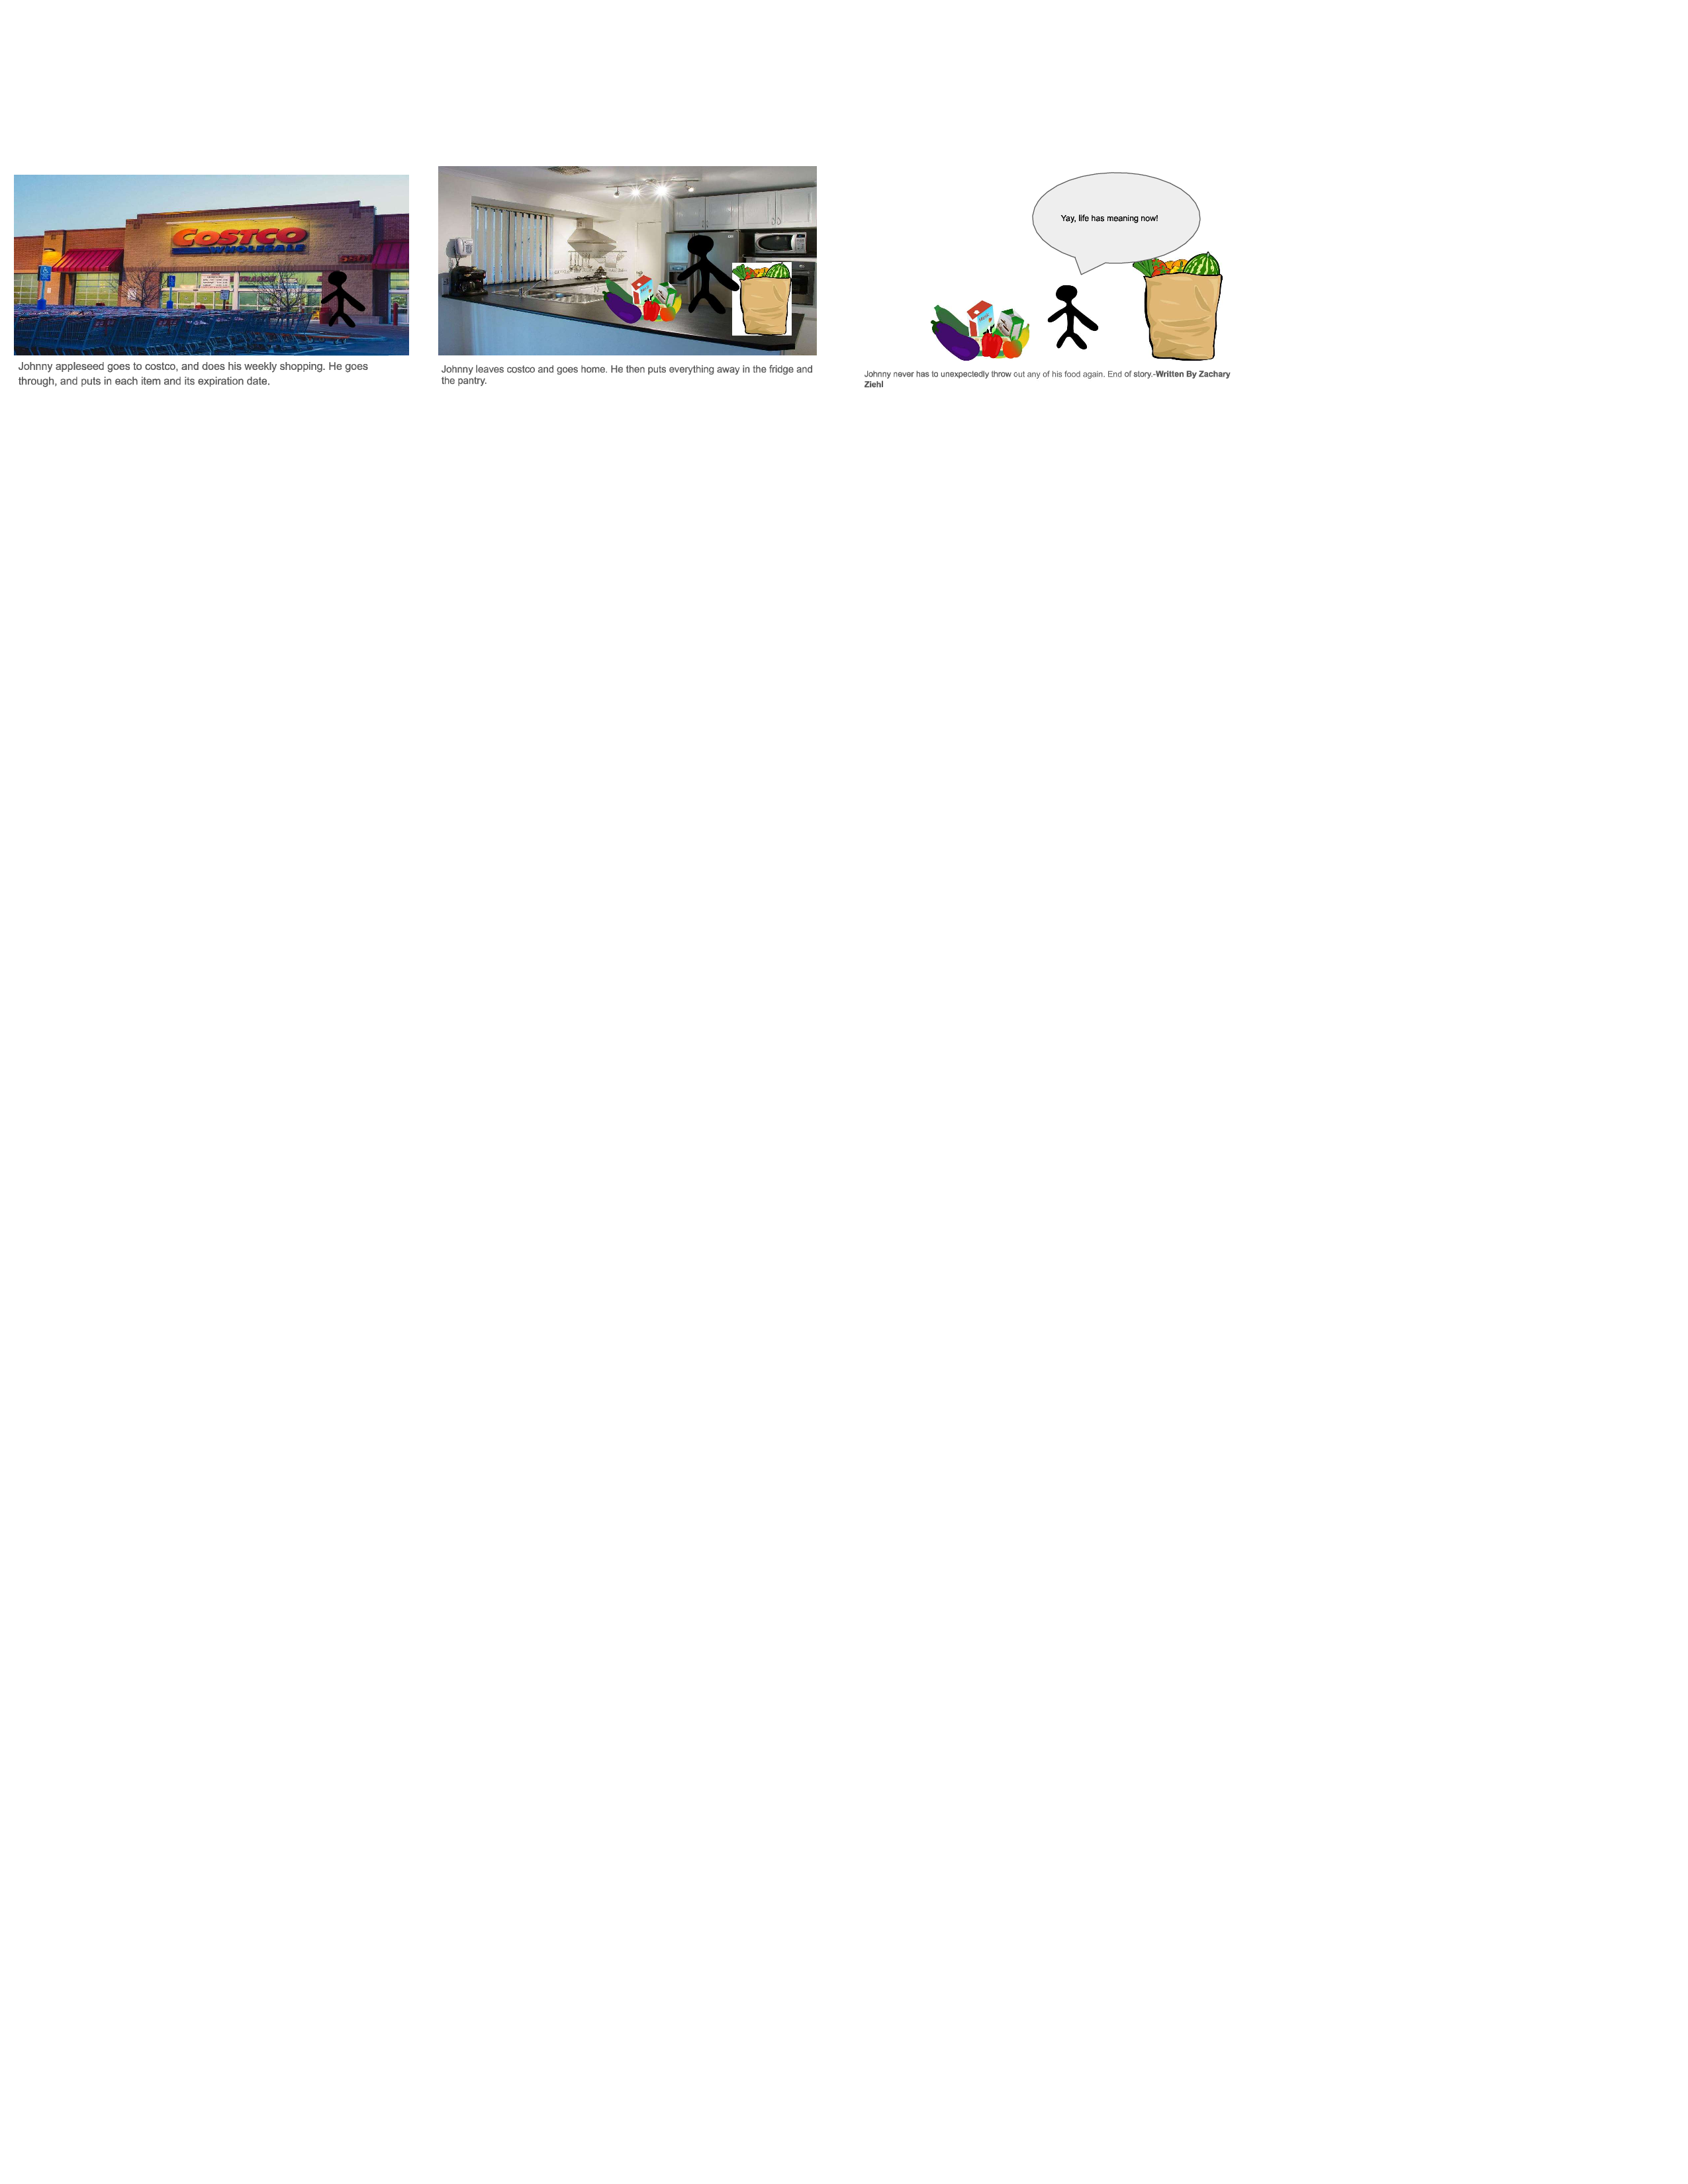 COSTCO
WHOLESALE
Johnny appleseed goes to costco, and does his weekly shopping. He goes
through, and puts in each item and its expiration date.
Johnny leaves costco and goes home. He then puts everything away in the fridge and
the pantry.
Yay, life has meaning now!
Johnny never has to unexpectedly throw out any of his food again. End of story.-Written By Zachary
Ziehl